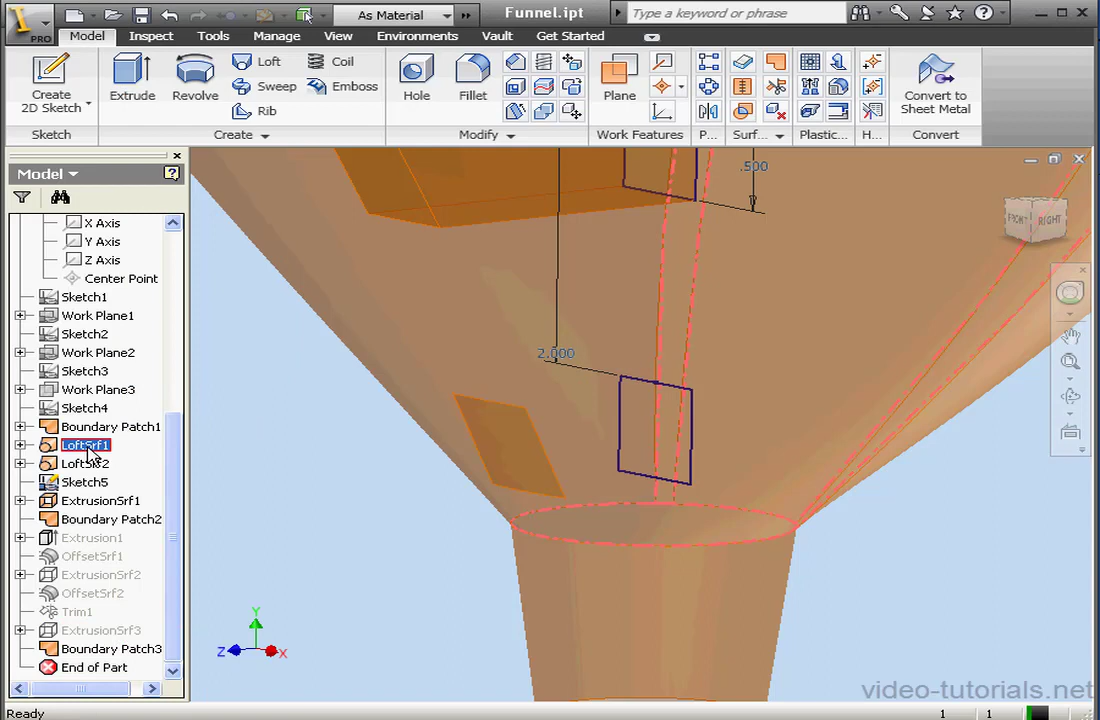 As Material
Funnel.ipt
Type a keyword or phrase
PRO
Model Inspect Tools Manage View Environments Vault Get Started
Create
2D Sketch
Extrude
Revolve
Loft
Sweep
Rib
Coil
Emboss
Hole
Fillet
Plane
Convert to
Sheet Metal
Sketch
Create
Modify
Work Features
P...
Surf...
Plastic...
H...
Convert
Model
X Axis
Y Axis
Z Axis
Center Point
Sketch1
Work Plane1
Sketch2
Work Plane2
Sketch3
Work Plane3
Sketch4
Boundary Patch1
LoftSrf1
LoftSrf2
Sketch5
ExtrusionSrf1
Boundary Patch2
Extrusion1
OffsetSrf1
ExtrusionSrf2
OffsetSrf2
Trim1
ExtrusionSrf3
Boundary Patch3
End of Part
.500
2.000
FRONT
RIGHT
Y
Z
X
video-tutorials.net
Ready
1
1